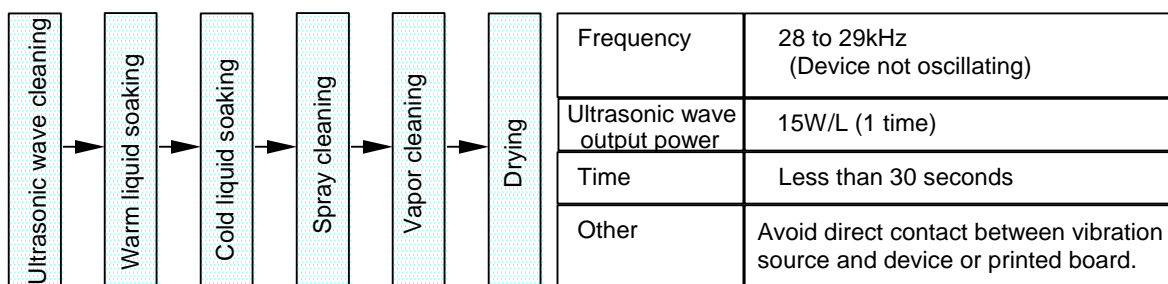 Ultrasonic wave cleaning
Warm liquid soaking
Cold liquid soaking
Spray cleaning
Vapor cleaning
Drying
Frequency
28 to 29kHz
(Device not oscillating)
Ultrasonic wave
output power
15W/L (1 time)
Time
Less than 30 seconds
Other
Avoid direct contact between vibration
source and device or printed board.